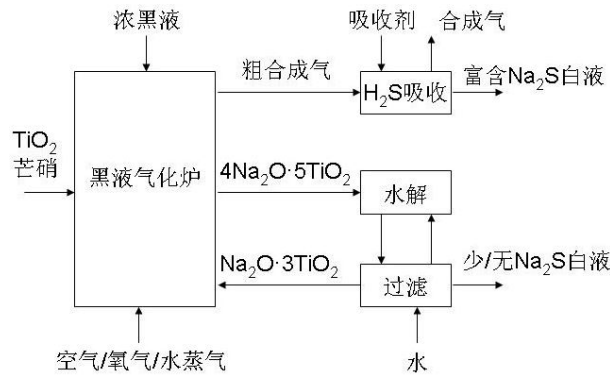 浓黑液
吸收剂
合成气
粗合成气
H₂S吸收
富含Na₂S白液
TiO₂
芒硝
黑液气化炉
4Na₂O·5TiO₂
水解
Na₂O·3TiO₂
过滤
少/无Na₂S白液
空气/氧气/水蒸气
水